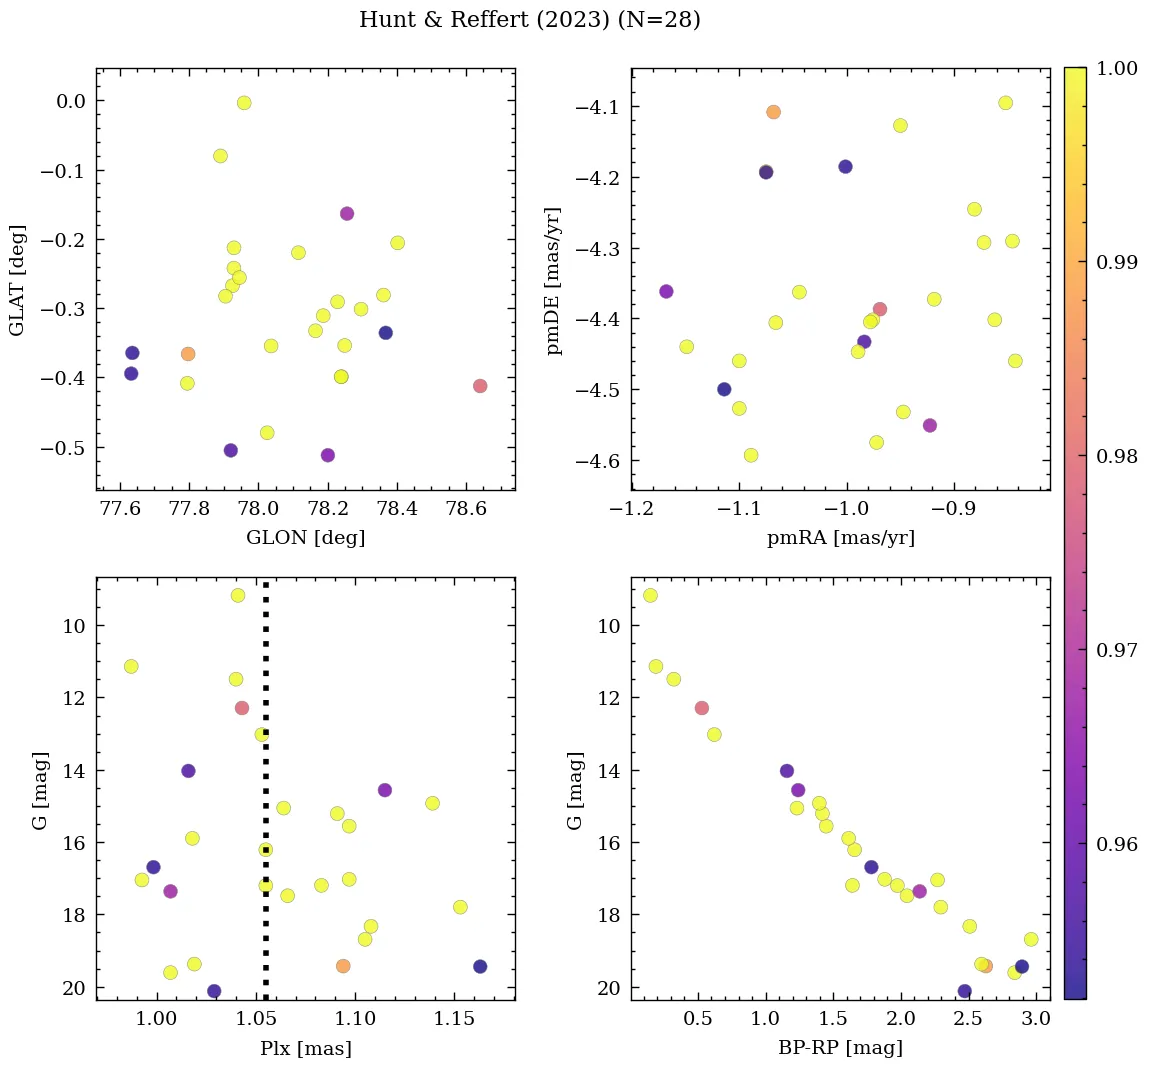 Hunt & Reffert (2023) (N=28)
0.0
−0.1
−0.2
−0.3
−0.4
−0.5
GLAT [deg]
77.6 77.8 78.0 78.2 78.4 78.6
GLON [deg]
−4.1
−4.2
−4.3
−4.4
−4.5
−4.6
pmDE [mas/yr]
−1.2 −1.1 −1.0 −0.9
pmRA [mas/yr]
1.00
0.99
0.98
0.97
0.96
10
12
14
16
18
20
G [mag]
1.00 1.05 1.10 1.15
Plx [mas]
10
12
14
16
18
20
G [mag]
0.5 1.0 1.5 2.0 2.5 3.0
BP-RP [mag]